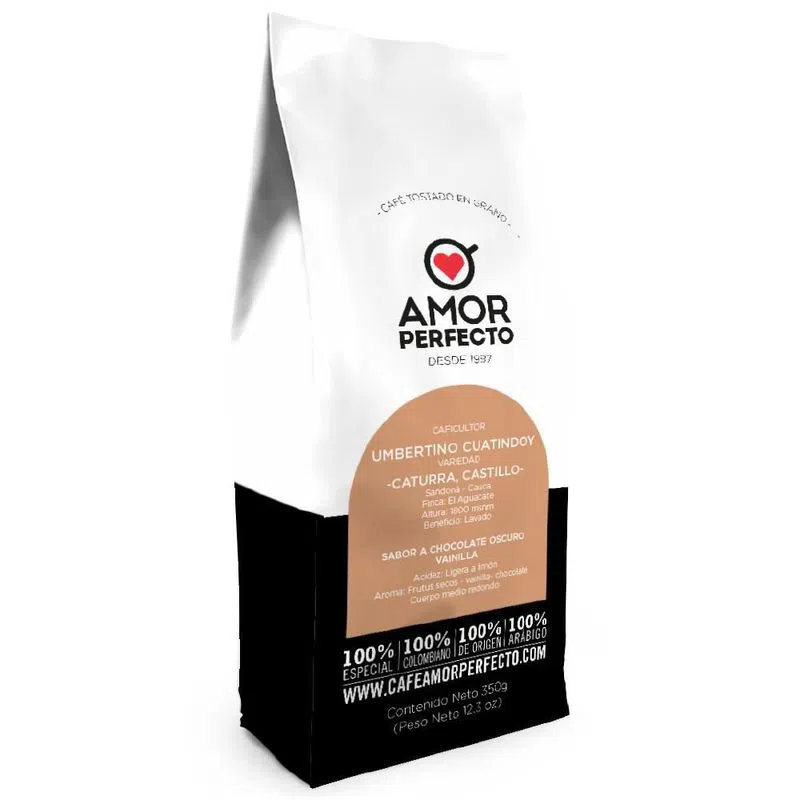 - CAFÉ TOSTADO EN GRANO -
AMOR
PERFECTO
DESDE 1997
CAFICULTOR
UMBERTINO CUATINDOY
VARIEDAD
-CATURRA, CASTILLO-
Sandoná - Cauca
Finca: El Aguacate
Altura: 1800 msnm
Beneficio: Lavado
SABOR A CHOCOLATE OSCURO
VAINILLA
Acidez: Ligera a limón
Aroma: Frutus secos - vainilla- chocolate
Cuerpo medio redondo
100% ESPECIAL | 100% COLOMBIANO | 100% DE ORIGEN | 100% ARÁBIGO
WWW.CAFEAMORPERFECTO.COM
Contenido Neto 350g
(Peso Neto 12.3 oz)